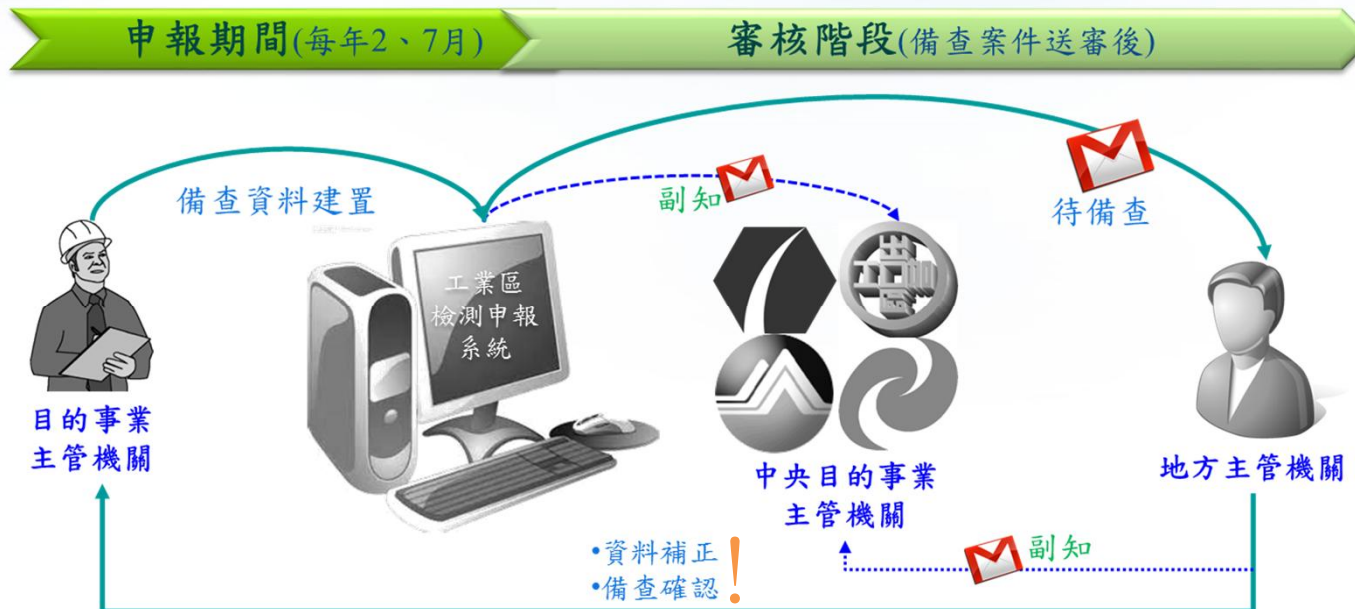 申報期間(每年2、7月)
審核階段(備查案件送審後)
備查資料建置
副知
待備查
工業區
檢測申報
系統
目的事業
主管機關
中央目的事業
主管機關
地方主管機關
副知
•資料補正
•備查確認!